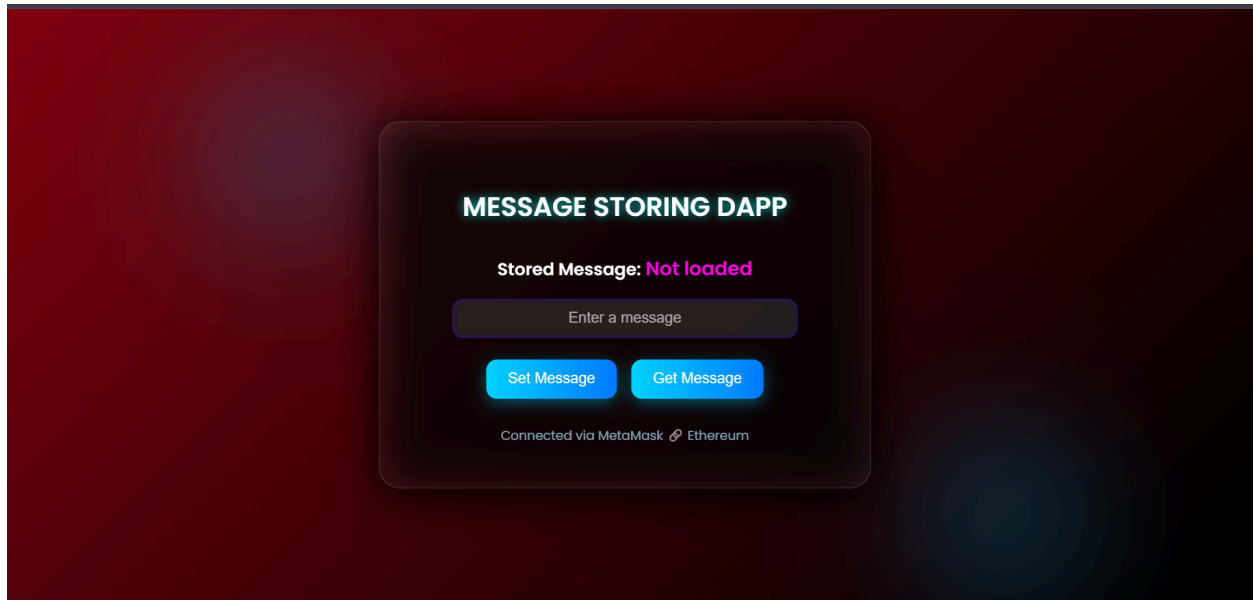 MESSAGE STORING DAPP
Stored Message: Not loaded
Enter a message
Set Message Get Message
Connected via MetaMask 🔗 Ethereum